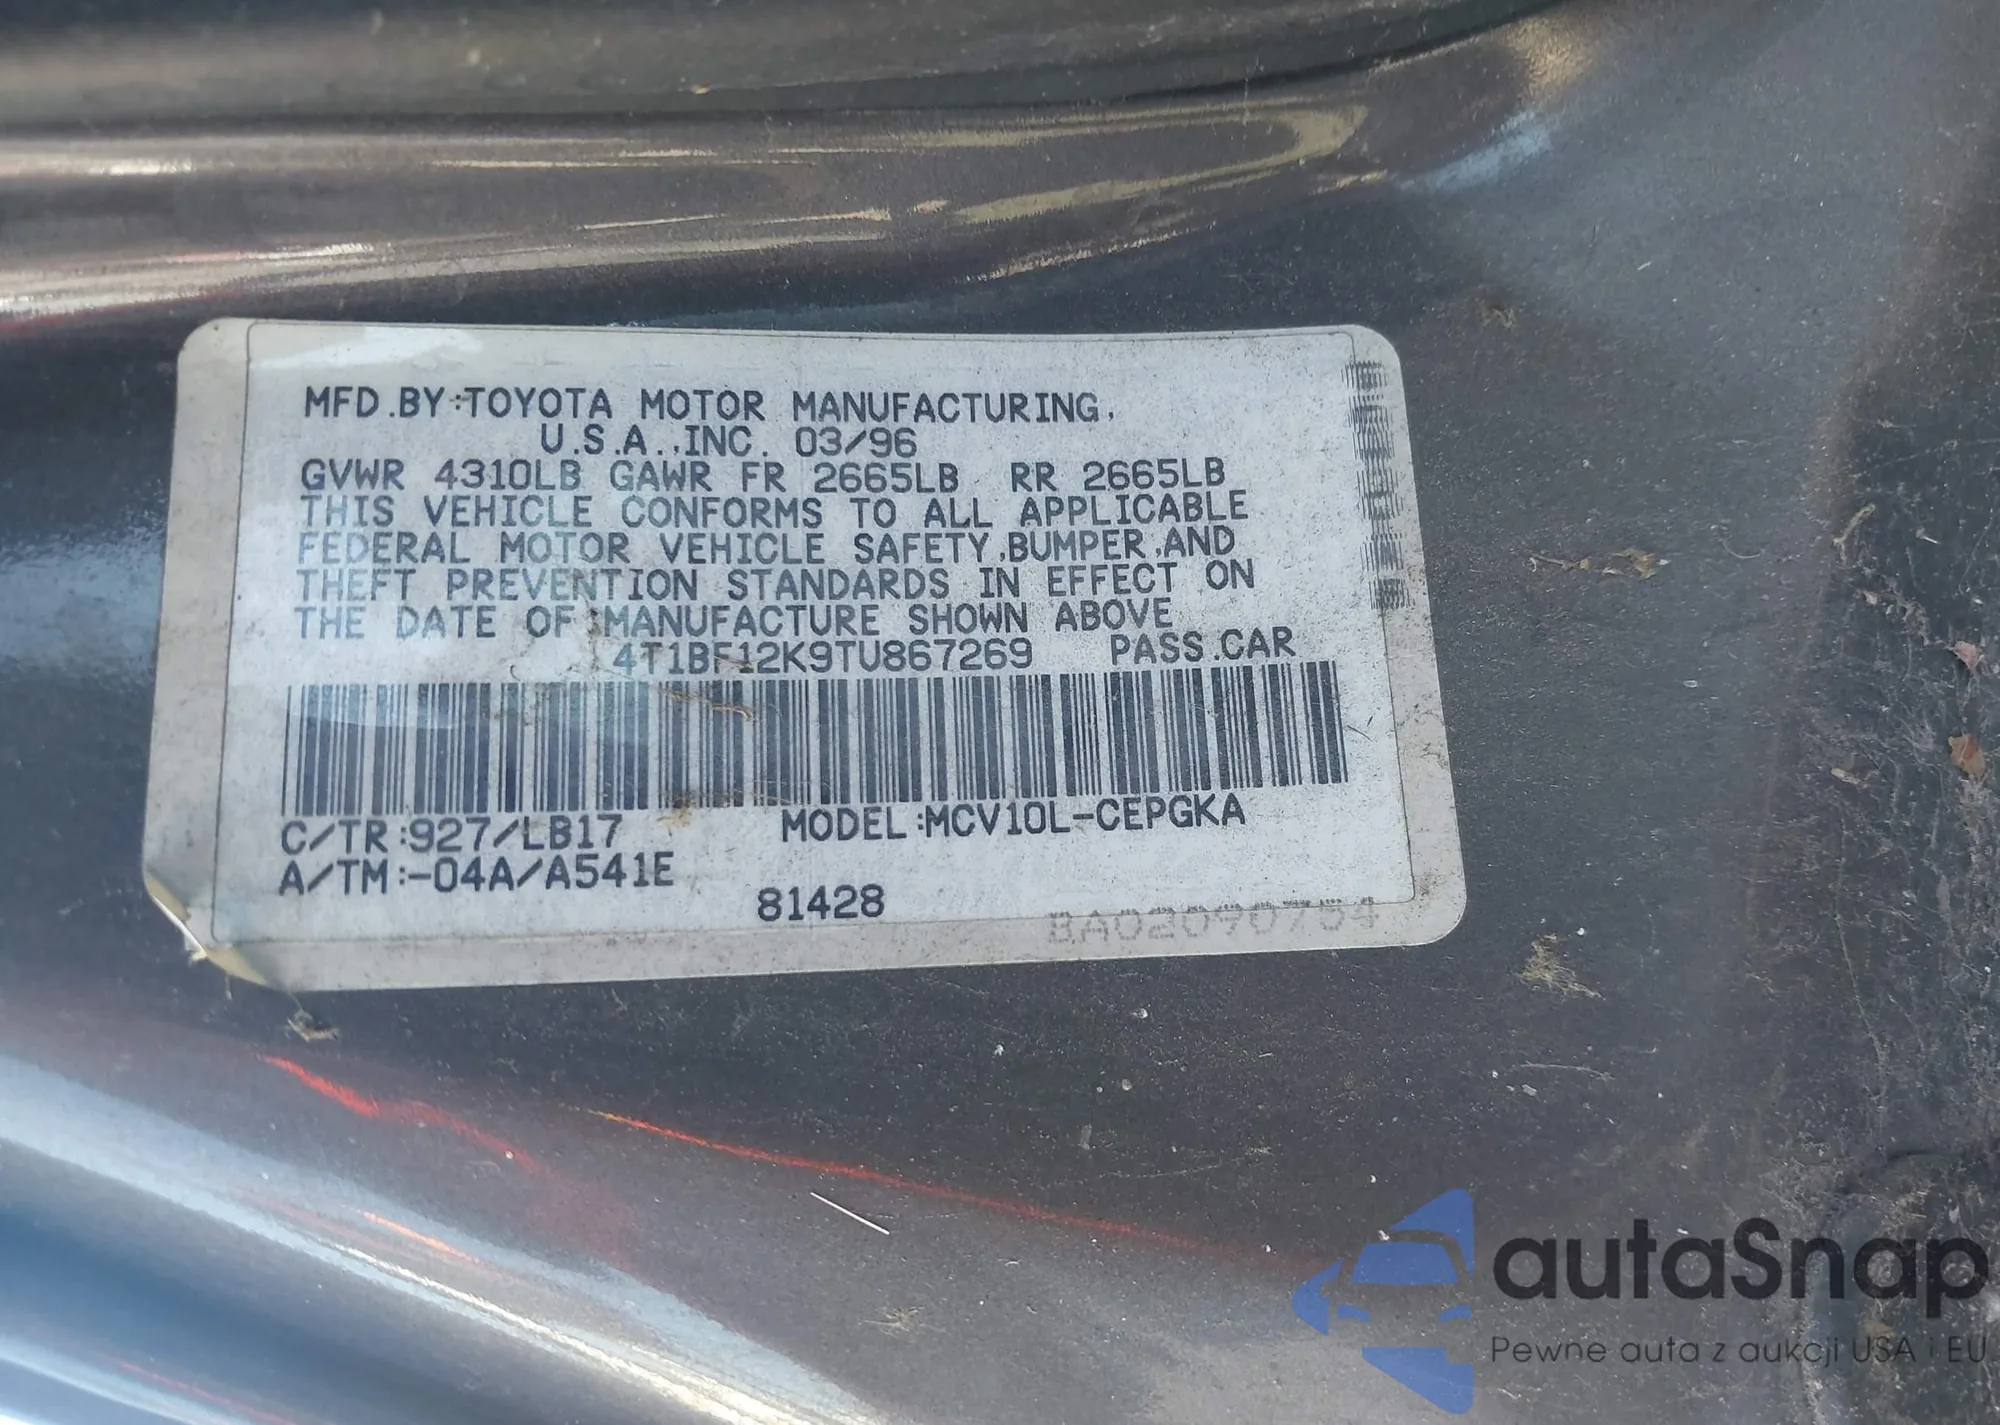 MFD.BY:TOYOTA MOTOR MANUFACTURING,
U.S.A.,INC. 03/96
GVWR 4310LB GAWR FR 2665LB RR 2665LB
THIS VEHICLE CONFORMS TO ALL APPLICABLE
FEDERAL MOTOR VEHICLE SAFETY,BUMPER,AND
THEFT PREVENTION STANDARDS IN EFFECT ON
THE DATE OF MANUFACTURE SHOWN ABOVE
4T1BF12K9TU867269 PASS.CAR
C/TR:927/LB17 MODEL:MCV10L-CEPGKA
A/TM:-04A/A541E
81428
BA02090754
autaSnap
Pewne auta z aukcji USA i EU